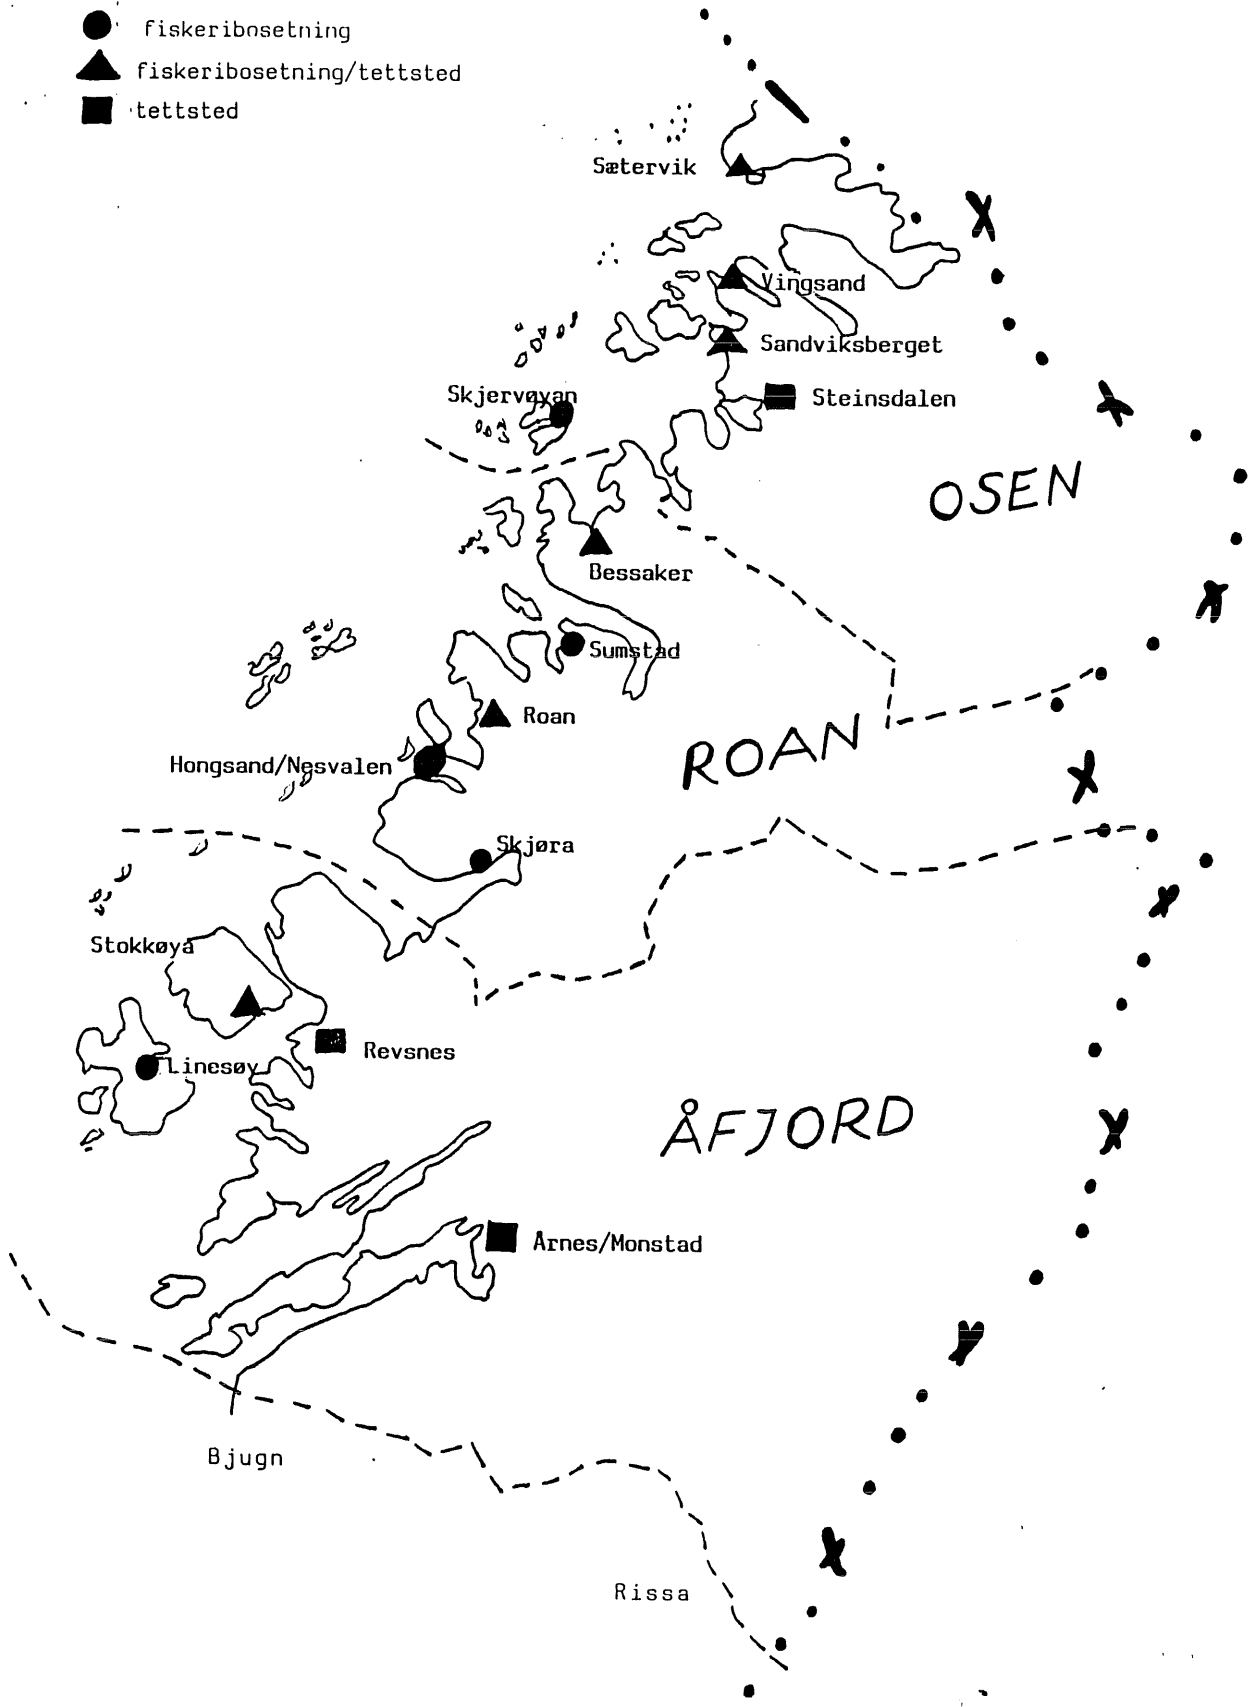 fiskeribosetning
fiskeribosetning/tettsted
tettsted
Sætervik
Vingsand
Sandviksberget
Skjervøyan
Steinsdalen
OSEN
Bessaker
Sumstad
Roan
ROAN
Hongsand/Nesvalen
Skjøra
Stokkøya
Revsnes
Linesøy
ÅFJORD
Årnes/Monstad
Bjugn
Rissa